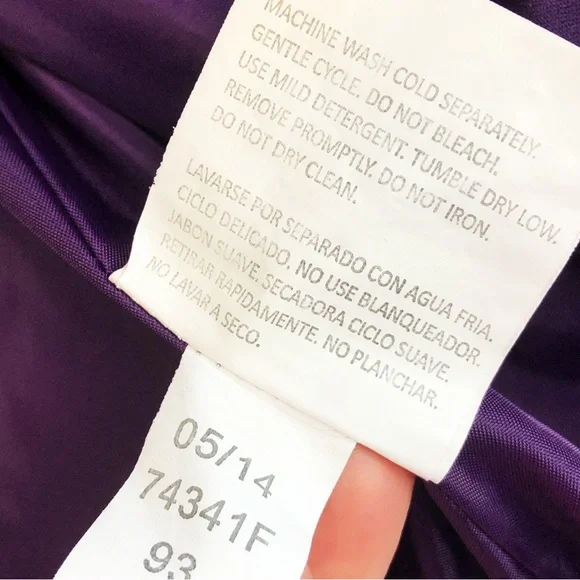 MACHINE WASH COLD SEPARATELY.
GENTLE CYCLE. DO NOT BLEACH.
USE MILD DETERGENT. TUMBLE DRY LOW.
REMOVE PROMPTLY. DO NOT IRON.
DO NOT DRY CLEAN.
LAVARSE POR SEPARADO CON AGUA FRIA.
CICLO DELICADO. NO USE BLANQUEADOR.
JABON SUAVE. SECADORA CICLO SUAVE.
RETIRAR RAPIDAMENTE. NO PLANCHAR.
NO LAVAR A SECO.
05/14
74341F
93